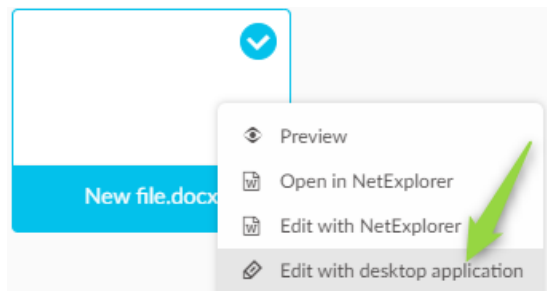 Preview
New file.docx
Open in NetExplorer
Edit with NetExplorer
Edit with desktop application